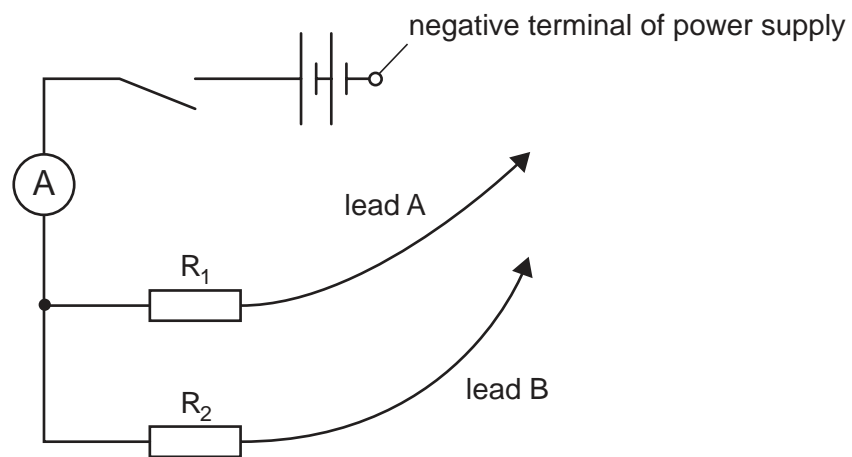 negative terminal of power supply
A
lead A
R₁
lead B
R₂